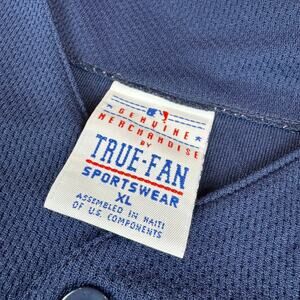 GENUINE
MERCHANDISE
BY
TRUE-FAN
SPORTSWEAR
XL
ASSEMBLED IN HAITI
OF U.S. COMPONENTS